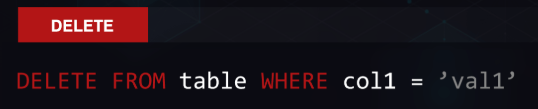 DELETE
DELETE FROM table WHERE col1 = ’val1’